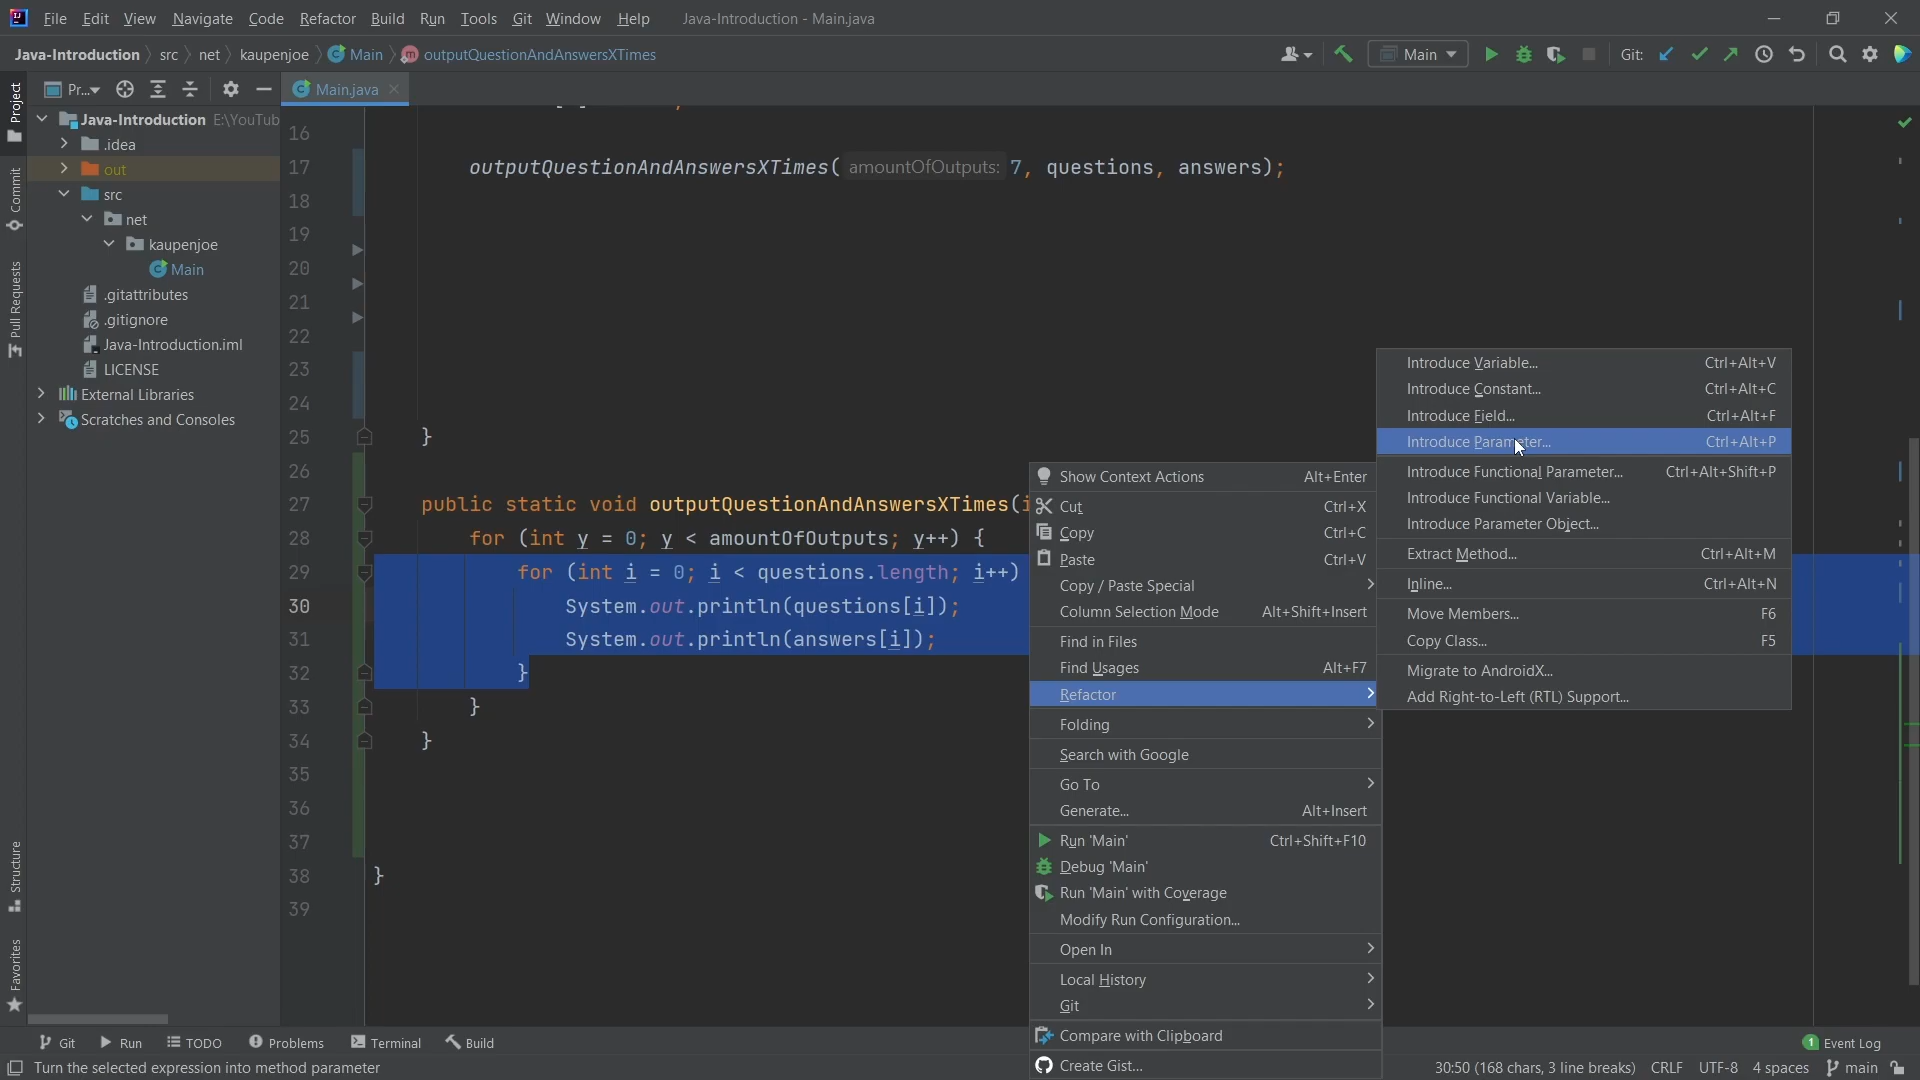 File Edit View Navigate Code Refactor Build Run Tools Git Window Help Java-Introduction - Main.java
Java-Introduction src net kaupenjoe Main outputQuestionAndAnswersXTimes Main Git:
Project
Commit
Pull Requests
Structure
Favorites
Pr... Main.java
Java-Introduction E:\YouTub
.idea
out
src
net
kaupenjoe
Main
.gitattributes
.gitignore
Java-Introduction.iml
LICENSE
External Libraries
Scratches and Consoles
16
17 outputQuestionAndAnswersXTimes( amountOfOutputs: 7, questions, answers);
18
19
20
21
22
23
24
25 }
26
27 public static void outputQuestionAndAnswersXTimes(i
28 for (int y = 0; y < amountOfOutputs; y++) {
29 for (int i = 0; i < questions.length; i++)
30 System.out.println(questions[i]);
31 System.out.println(answers[i]);
32 }
33 }
34 }
35
36
37
38 }
39
Show Context Actions Alt+Enter
Cut Ctrl+X
Copy Ctrl+C
Paste Ctrl+V
Copy / Paste Special
Column Selection Mode Alt+Shift+Insert
Find in Files
Find Usages Alt+F7
Refactor
Folding
Search with Google
Go To
Generate... Alt+Insert
Run 'Main' Ctrl+Shift+F10
Debug 'Main'
Run 'Main' with Coverage
Modify Run Configuration...
Open In
Local History
Git
Compare with Clipboard
Create Gist...
Introduce Variable... Ctrl+Alt+V
Introduce Constant... Ctrl+Alt+C
Introduce Field... Ctrl+Alt+F
Introduce Parameter... Ctrl+Alt+P
Introduce Functional Parameter... Ctrl+Alt+Shift+P
Introduce Functional Variable...
Introduce Parameter Object...
Extract Method... Ctrl+Alt+M
Inline... Ctrl+Alt+N
Move Members... F6
Copy Class... F5
Migrate to AndroidX...
Add Right-to-Left (RTL) Support...
Git Run TODO Problems Terminal Build 1 Event Log
Turn the selected expression into method parameter 30:50 (168 chars, 3 line breaks) CRLF UTF-8 4 spaces main